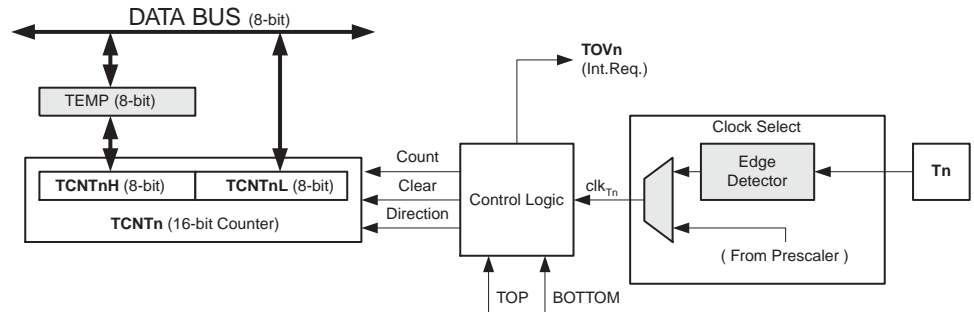 DATA BUS (8-bit)
TOVn
(Int.Req.)
TEMP (8-bit)
Clock Select
Count
Edge
Detector
Tn
TCNTnH (8-bit)
TCNTnL (8-bit)
Clear
Control Logic
clkTn
TCNTn (16-bit Counter)
Direction
( From Prescaler )
TOP
BOTTOM